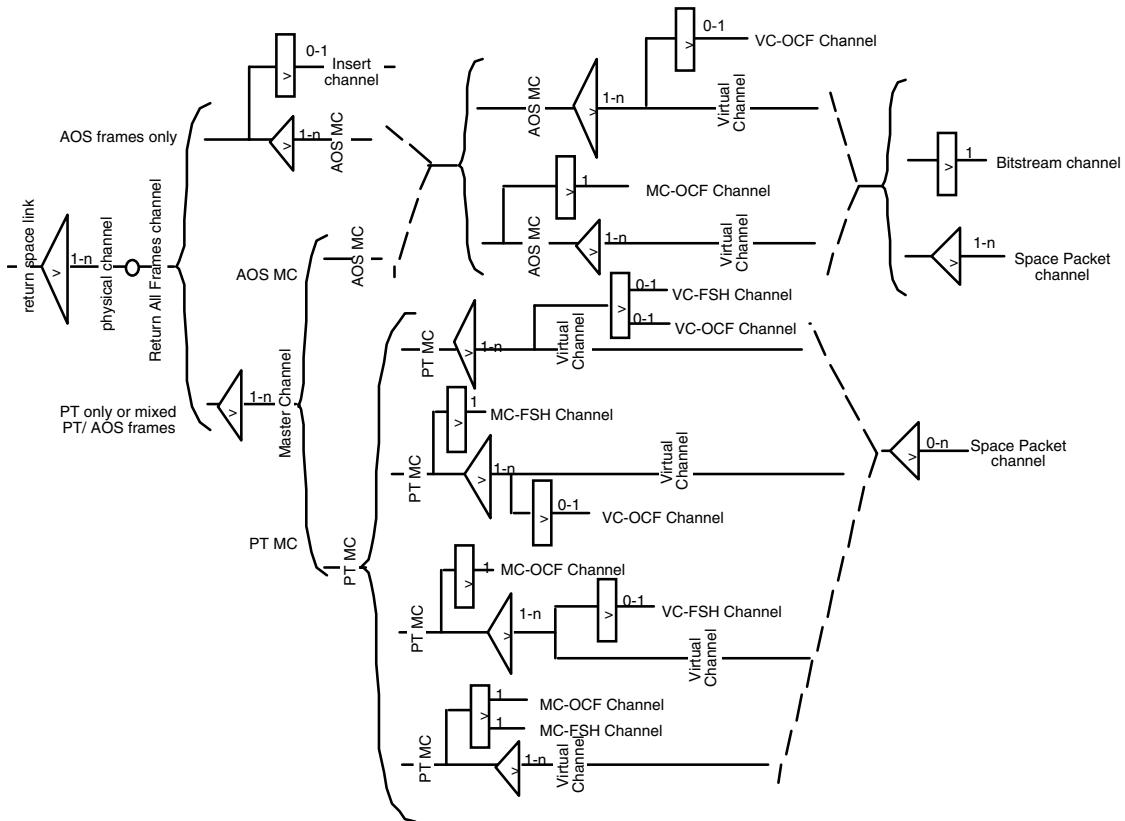 return space link
1-n
physical channel
Return All Frames channel
AOS frames only
0-1
Insert
channel
1-n
AOS MC
PT only or mixed
PT/ AOS frames
1-n
Master Channel
AOS MC
AOS MC
PT MC
PT MC
AOS MC
1-n
0-1
VC-OCF Channel
Virtual
Channel
AOS MC
1
MC-OCF Channel
1-n
Virtual
Channel
1
Bitstream channel
1-n
Space Packet
channel
PT MC
1-n
0-1
VC-FSH Channel
0-1
VC-OCF Channel
Virtual
Channel
PT MC
1
MC-FSH Channel
1-n
Virtual
Channel
0-1
VC-OCF Channel
PT MC
1
MC-OCF Channel
1-n
0-1
VC-FSH Channel
Virtual
Channel
PT MC
1
MC-OCF Channel
1
MC-FSH Channel
1-n
Virtual
Channel
0-n
Space Packet
channel